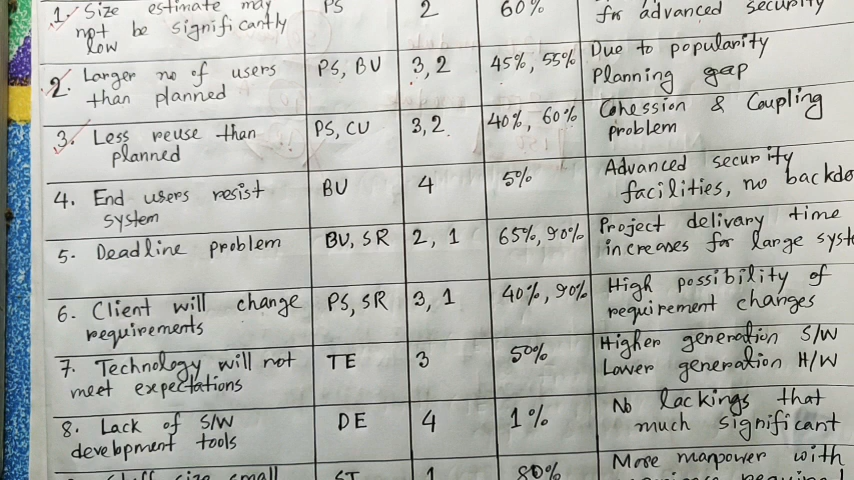 1. Size estimate may PS 2 60% for advanced security
not be significantly
low
2. Larger no of users PS, BU 3, 2 45%, 55% Due to popularity
than planned Planning gap
3. Less reuse than PS, CU 3, 2 40%, 60% Cohession & Coupling
planned problem
4. End users resist BU 4 5% Advanced security
system facilities, no backdo
5. Deadline problem BU, SR 2, 1 65%, 90% Project delivary time
increases for large syst
6. Client will change PS, SR 3, 1 40%, 90% High possibility of
requirements requirement changes
7. Technology will not TE 3 50% Higher generation S/W
meet expectations Lower generation H/W
8. Lack of S/W DE 4 1% No lackings that
development tools much significant
size small ST 1 80% More manpower with